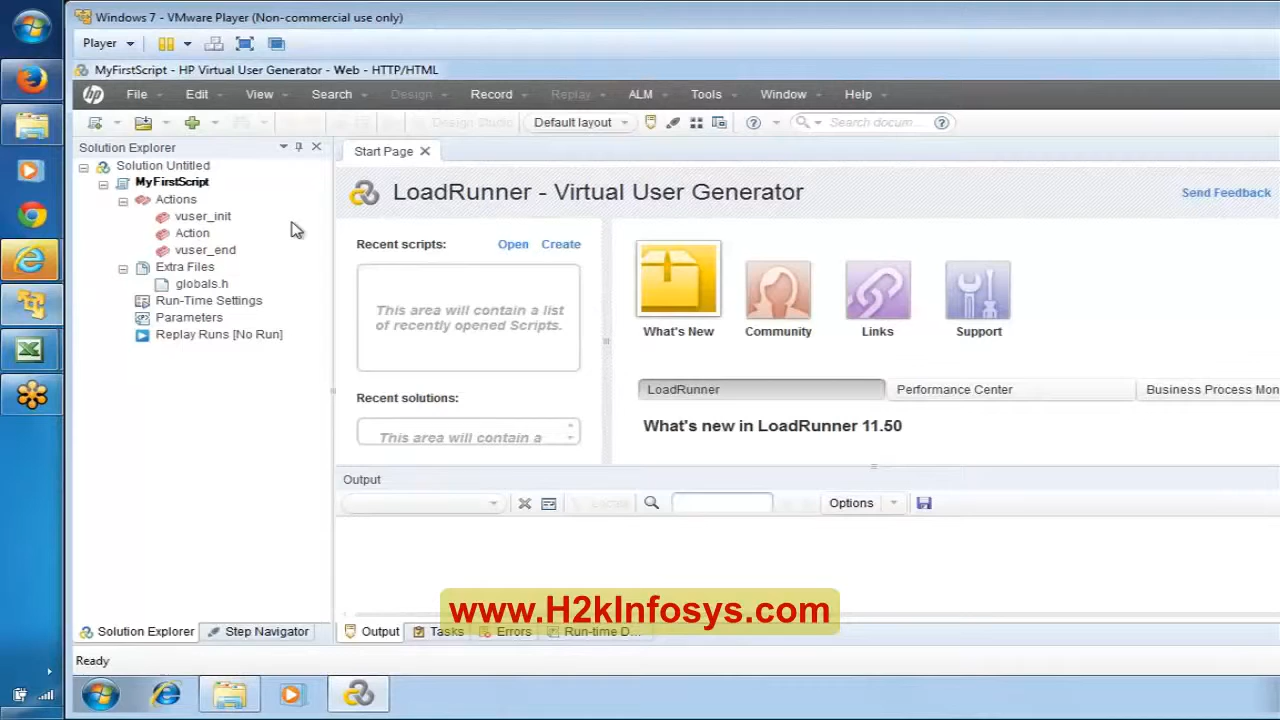 Windows 7 - VMware Player (Non-commercial use only)
Player
MyFirstScript - HP Virtual User Generator - Web - HTTP/HTML
hp File Edit View Search Design Record Replay ALM Tools Window Help
Design Studio Default layout Search docum...
Solution Explorer
Solution Untitled
MyFirstScript
Actions
vuser_init
Action
vuser_end
Extra Files
globals.h
Run-Time Settings
Parameters
Replay Runs [No Run]
Solution Explorer Step Navigator
Start Page
LoadRunner - Virtual User Generator
Send Feedback
Recent scripts: Open Create
This area will contain a list
of recently opened Scripts.
Recent solutions:
This area will contain a
What's New Community Links Support
LoadRunner Performance Center Business Process Mon
What's new in LoadRunner 11.50
Output
Options
www.H2kInfosys.com
Output Tasks Errors Run-time D...
Ready